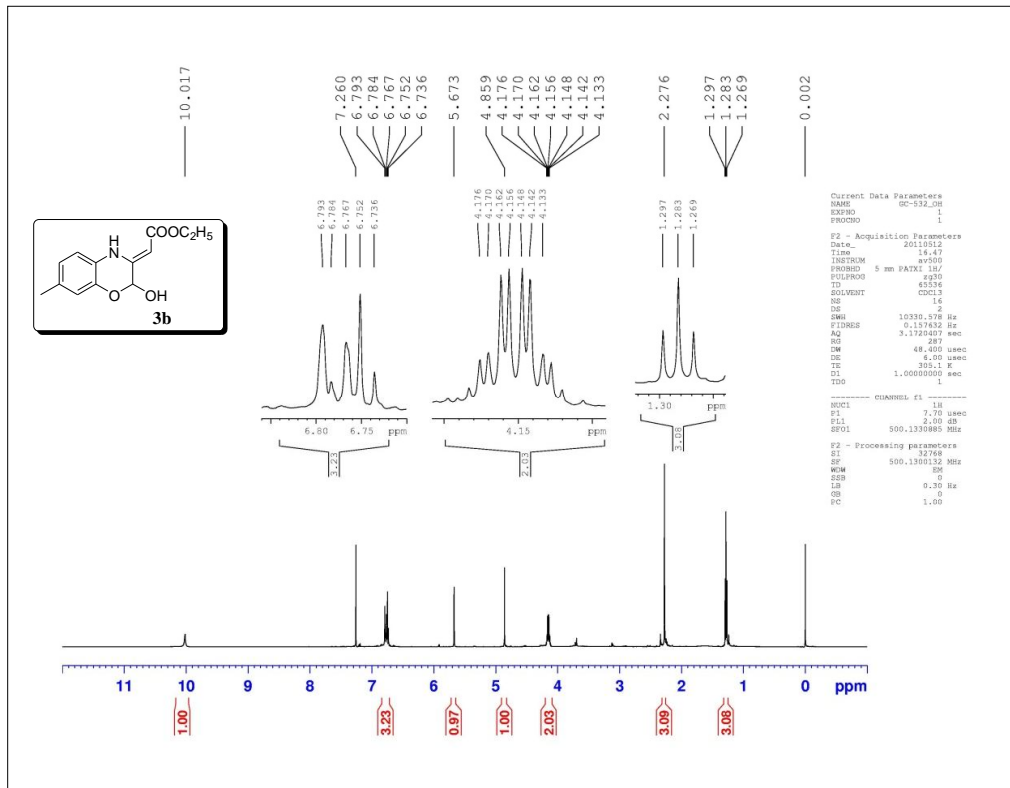 10.017
7.260
6.793
6.784
6.767
6.752
6.736
5.673
4.859
4.176
4.170
4.162
4.156
4.148
4.142
4.133
2.276
1.297
1.283
1.269
0.002
H
N
COOC2H5
O
OH
3b
6.793
6.784
6.767
6.752
6.736
4.176
4.170
4.162
4.156
4.148
4.142
4.133
1.297
1.283
1.269
6.80 6.75 ppm
4.15 ppm
1.30 ppm
3.23
2.03
3.08
Current Data Parameters
NAME GC-532_OH
EXPNO 1
PROCNO 1
F2 - Acquisition Parameters
Date_ 20110512
Time 16.47
INSTRUM av500
PROBHD 5 mm PATXI 1H/
PULPROG zg30
TD 65536
SOLVENT CDCl3
NS 16
DS 2
SWH 10330.578 Hz
FIDRES 0.157632 Hz
AQ 3.1720407 sec
RG 287
DW 48.400 usec
DE 6.00 usec
TE 305.1 K
D1 1.00000000 sec
TD0 1
======== CHANNEL f1 ========
NUC1 1H
P1 7.70 usec
PL1 2.00 dB
SFO1 500.1330885 MHz
F2 - Processing parameters
SI 32768
SF 500.1300132 MHz
WDW EM
SSB 0
LB 0.30 Hz
GB 0
PC 1.00
11 10 9 8 7 6 5 4 3 2 1 0 ppm
1.00
3.23
0.97
1.00
2.03
3.09
3.08